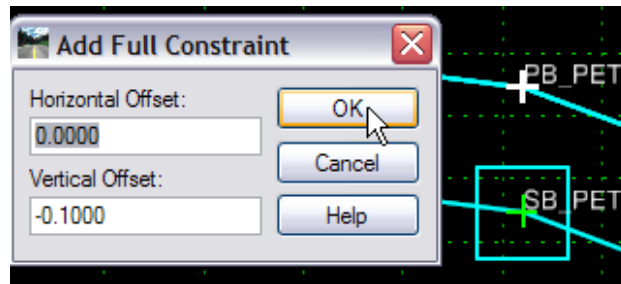 Add Full Constraint
Horizontal Offset:
0.0000
OK
Vertical Offset:
Cancel
-0.1000
Help
PB_PET
SB_PET